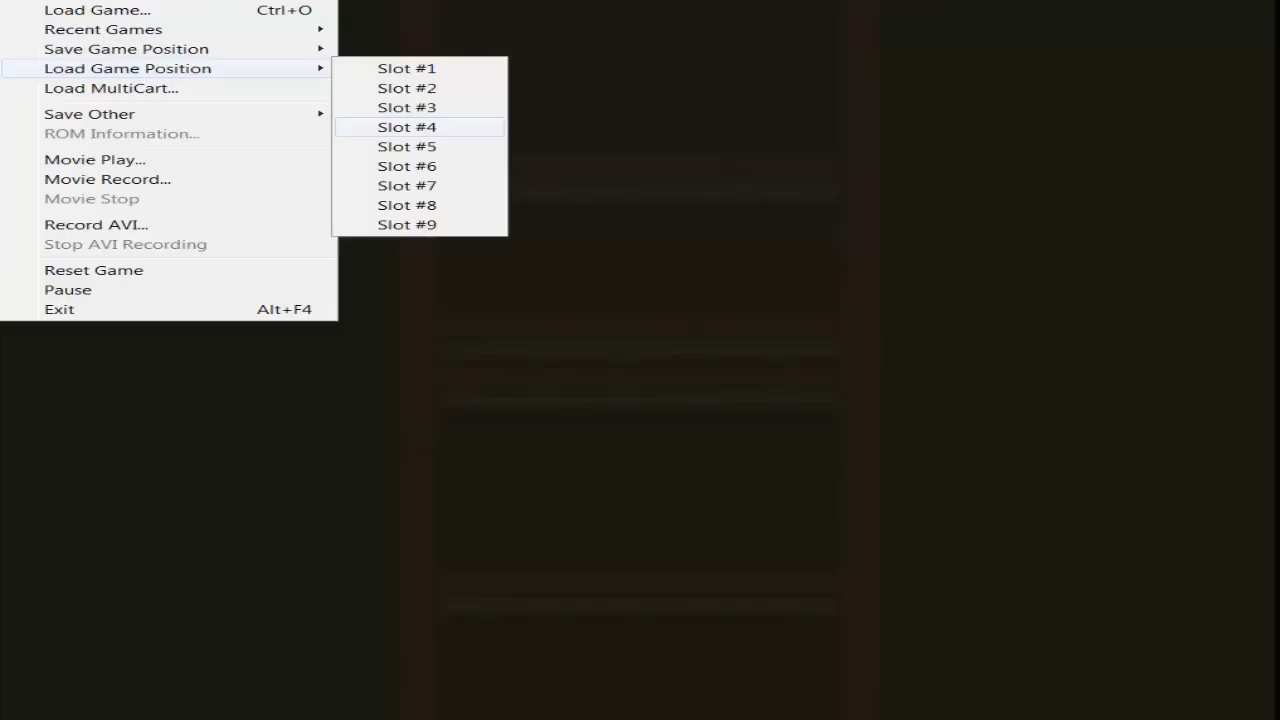 Load Game... Ctrl+O
Recent Games
Save Game Position
Load Game Position
Load MultiCart...
Save Other
ROM Information...
Movie Play...
Movie Record...
Movie Stop
Record AVI...
Stop AVI Recording
Reset Game
Pause
Exit Alt+F4
Slot #1
Slot #2
Slot #3
Slot #4
Slot #5
Slot #6
Slot #7
Slot #8
Slot #9